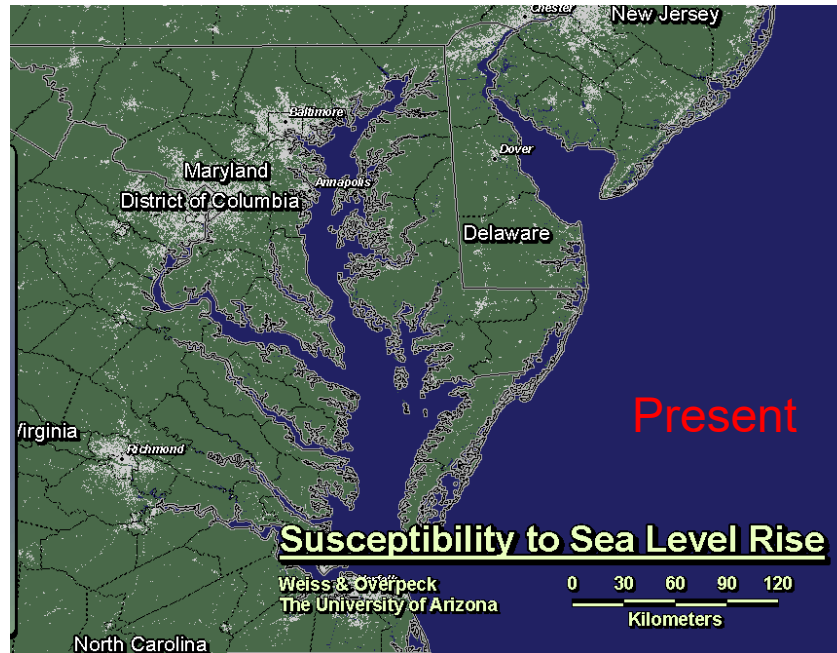 Chester
New Jersey
Baltimore
Maryland
Annapolis
Dover
District of Columbia
Delaware
Present
Virginia
Richmond
Susceptibility to Sea Level Rise
Weiss & Overpeck
The University of Arizona
0 30 60 90 120
Kilometers
North Carolina